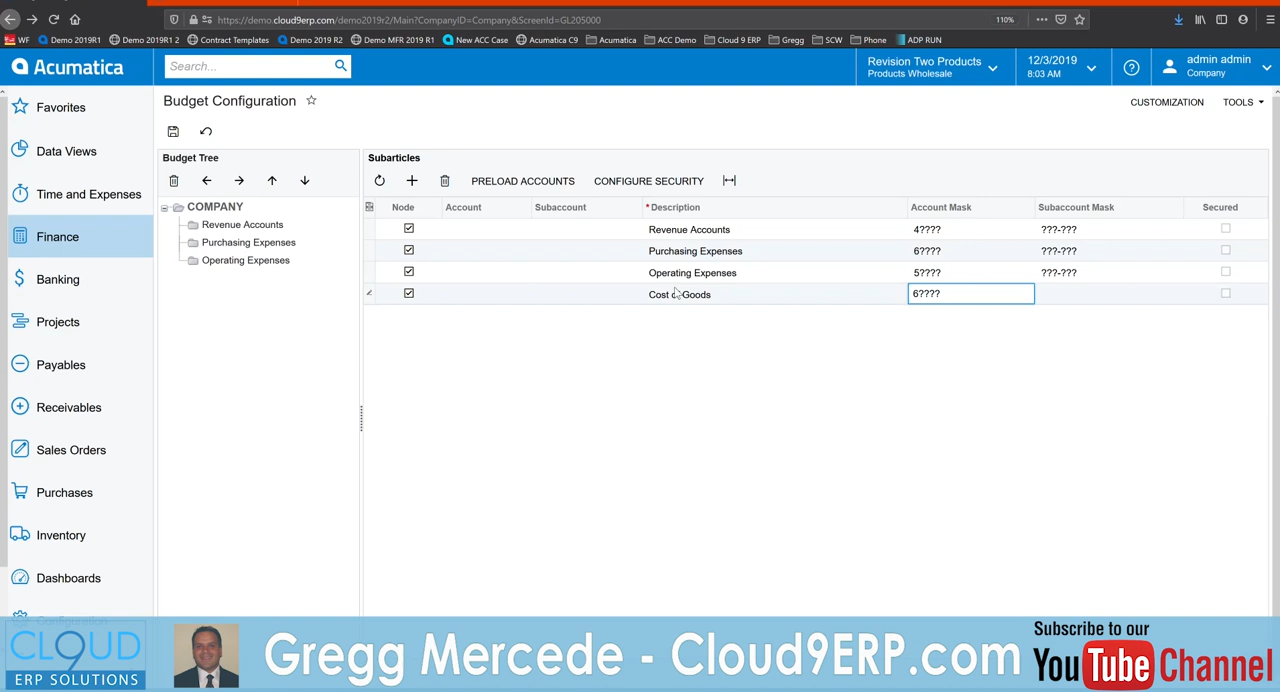 https://demo.cloud9erp.com/demo2019r2/Main?CompanyID=Company&ScreenId=GL205000
110%
WF
Demo 2019R1
Demo 2019R1 2
Contract Templates
Demo 2019 R2
Demo MFR 2019 R1
New ACC Case
Acumatica C9
Acumatica
ACC Demo
Cloud 9 ERP
Gregg
SCW
Phone
ADP RUN
Acumatica
Search...
Revision Two Products
Products Wholesale
12/3/2019
8:03 AM
?
admin admin
Company
Favorites
Data Views
Time and Expenses
Finance
Banking
Projects
Payables
Receivables
Sales Orders
Purchases
Inventory
Dashboards
Budget Configuration
CUSTOMIZATION
TOOLS
Budget Tree
COMPANY
Revenue Accounts
Purchasing Expenses
Operating Expenses
Subarticles
PRELOAD ACCOUNTS
CONFIGURE SECURITY
Node Account Subaccount *Description Account Mask Subaccount Mask Secured
Revenue Accounts 4???? ???-???
Purchasing Expenses 6???? ???-???
Operating Expenses 5???? ???-???
Cost of Goods 6????
CLOUD
9
ERP SOLUTIONS
Gregg Mercede - Cloud9ERP.com
Subscribe to our
YouTube Channel